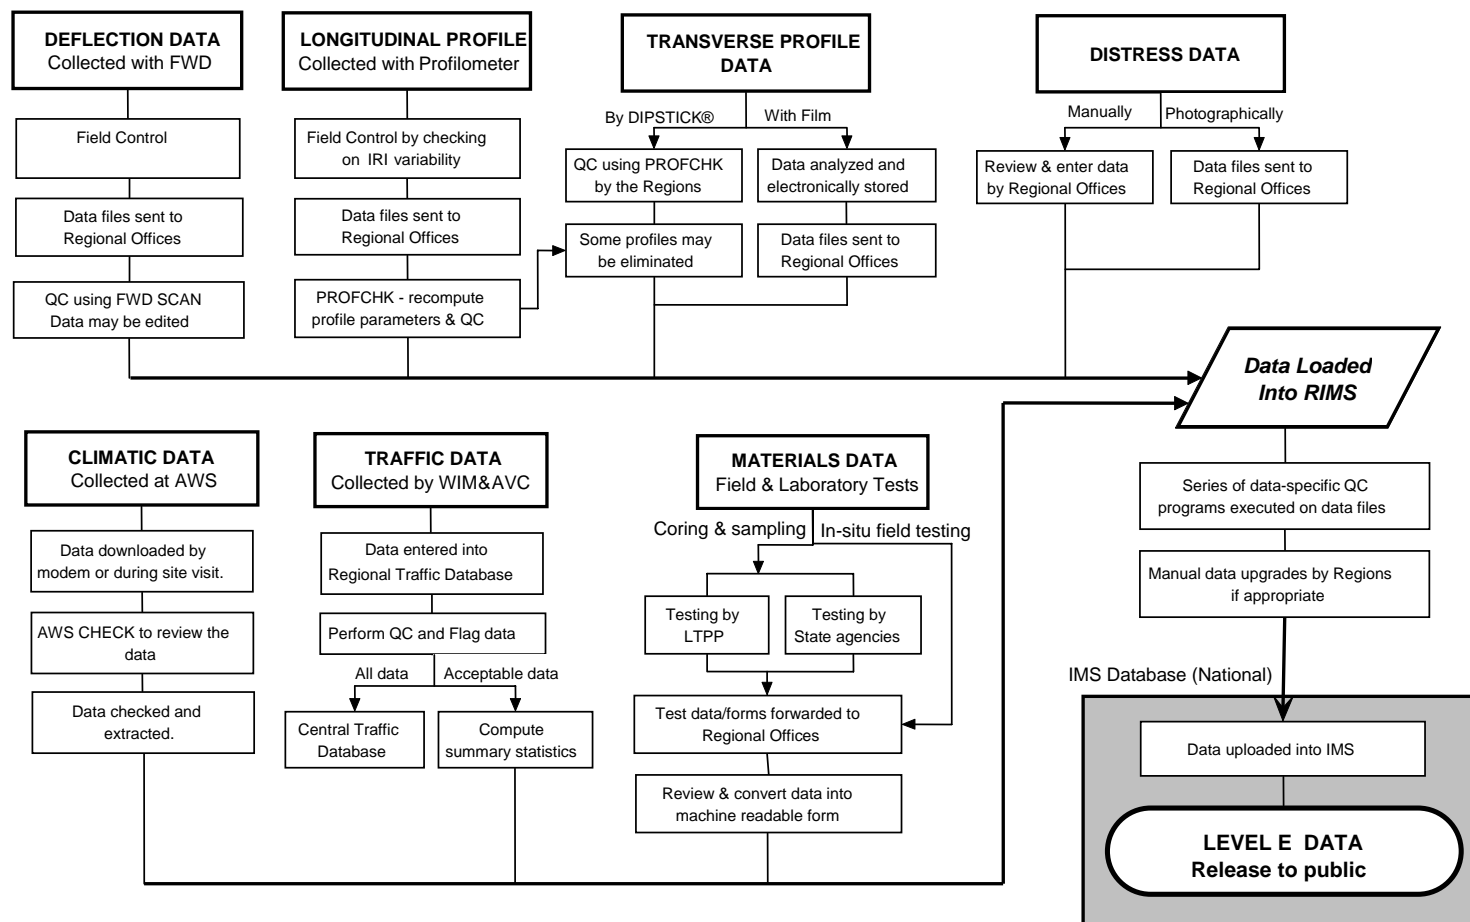 DEFLECTION DATA
Collected with FWD
Field Control
Data files sent to
Regional Offices
QC using FWD SCAN
Data may be edited
LONGITUDINAL PROFILE
Collected with Profilometer
Field Control by checking
on IRI variability
Data files sent to
Regional Offices
PROFCHK - recompute
profile parameters & QC
TRANSVERSE PROFILE
DATA
By DIPSTICK®
With Film
QC using PROFCHK
by the Regions
Some profiles may
be eliminated
Data analyzed and
electronically stored
Data files sent to
Regional Offices
DISTRESS DATA
Manually
Photographically
Review & enter data
by Regional Offices
Data files sent to
Regional Offices
Data Loaded
Into RIMS
CLIMATIC DATA
Collected at AWS
Data downloaded by
modem or during site visit.
AWS CHECK to review the
data
Data checked and
extracted.
TRAFFIC DATA
Collected by WIM&AVC
Data entered into
Regional Traffic Database
Perform QC and Flag data
All data
Acceptable data
Central Traffic
Database
Compute
summary statistics
MATERIALS DATA
Field & Laboratory Tests
Coring & sampling
In-situ field testing
Testing by
LTPP
Testing by
State agencies
Test data/forms forwarded to
Regional Offices
Review & convert data into
machine readable form
Series of data-specific QC
programs executed on data files
Manual data upgrades by Regions
if appropriate
IMS Database (National)
Data uploaded into IMS
LEVEL E DATA
Release to public